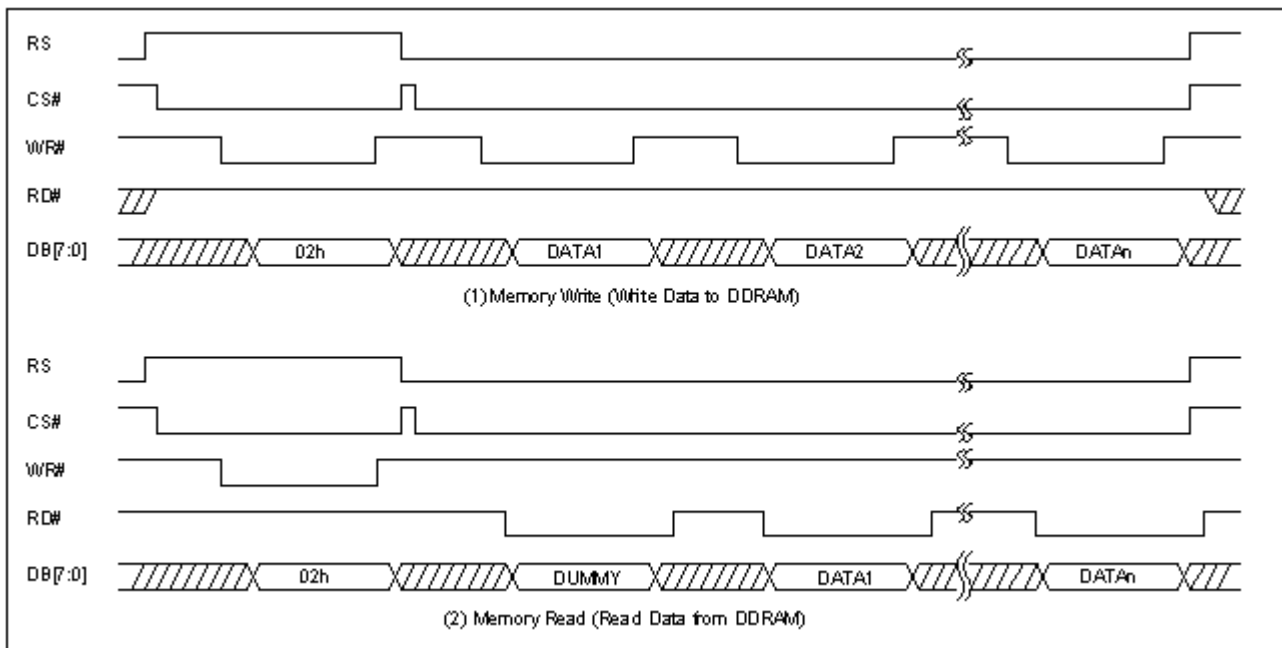 RS
CS#
WR#
RD#
DB[7:0] 02h DATA1 DATA2 DATAn
(1) Memory Write (Write Data to DDRAM)
RS
CS#
WR#
RD#
DB[7:0] 02h DUMMY DATA1 DATAn
(2) Memory Read (Read Data from DDRAM)